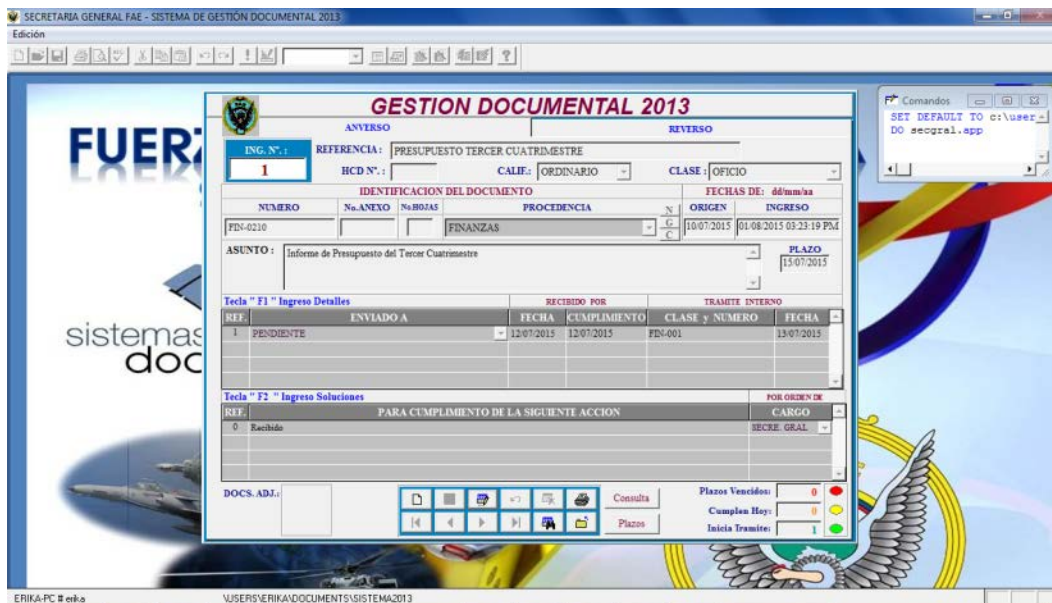 SECRETARIA GENERAL FAE - SISTEMA DE GESTIÓN DOCUMENTAL 2013
Edición
FUERZ
sistemas
doc
Comandos
SET DEFAULT TO c:\user
DO secgral.app
GESTION DOCUMENTAL 2013
ANVERSO REVERSO
ING. Nº. : 1
REFERENCIA : PRESUPUESTO TERCER CUATRIMESTRE
HCD Nº. : CALIF.: ORDINARIO CLASE : OFICIO
IDENTIFICACION DEL DOCUMENTO FECHAS DE: dd/mm/aa
NUMERO No.ANEXO No.HOJAS PROCEDENCIA N G C ORIGEN INGRESO
FIN-0210 FINANZAS 10/07/2015 01/08/2015 03:23:19 PM
ASUNTO : Informe de Presupuesto del Tercer Cuatrimestre PLAZO
15/07/2015
Tecla " F1 " Ingreso Detalles RECIBIDO POR TRAMITE INTERNO
REF. ENVIADO A FECHA CUMPLIMIENTO CLASE y NUMERO FECHA
1 PENDIENTE 12/07/2015 12/07/2015 FIN-001 13/07/2015
Tecla " F2 " Ingreso Soluciones POR ORDEN DE
REF. PARA CUMPLIMIENTO DE LA SIGUIENTE ACCION CARGO
0 Recibido SECRE. GRAL
DOCS. ADJ.:
Consulta
Plazos
Plazos Vencidos: 0
Cumplen Hoy: 0
Inicia Tramite: 1
ERIKA-PC # erika \USERS\ERIKA\DOCUMENTS\SISTEMA2013